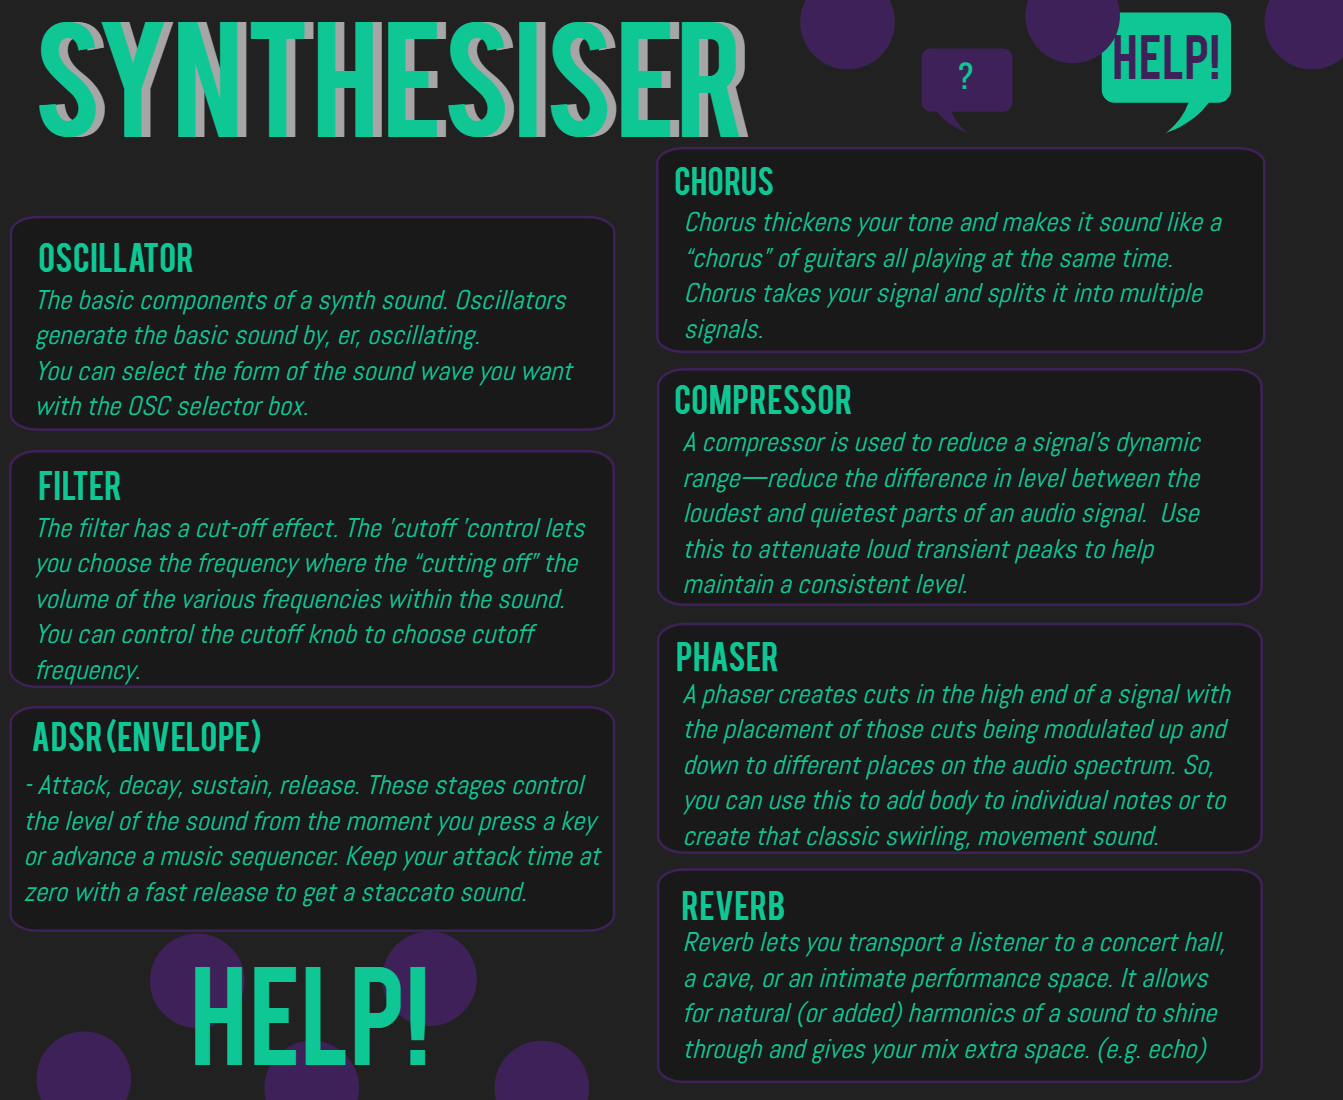 SYNTHESISER
?
HELP!
OSCILLATOR
The basic components of a synth sound. Oscillators
generate the basic sound by, er, oscillating.
You can select the form of the sound wave you want
with the OSC selector box.
FILTER
The filter has a cut-off effect. The 'cutoff 'control lets
you choose the frequency where the “cutting off” the
volume of the various frequencies within the sound.
You can control the cutoff knob to choose cutoff
frequency.
ADSR (ENVELOPE)
- Attack, decay, sustain, release. These stages control
the level of the sound from the moment you press a key
or advance a music sequencer. Keep your attack time at
zero with a fast release to get a staccato sound.
HELP!
CHORUS
Chorus thickens your tone and makes it sound like a
“chorus” of guitars all playing at the same time.
Chorus takes your signal and splits it into multiple
signals.
COMPRESSOR
A compressor is used to reduce a signal's dynamic
range—reduce the difference in level between the
loudest and quietest parts of an audio signal.  Use
this to attenuate loud transient peaks to help
maintain a consistent level.
PHASER
A phaser creates cuts in the high end of a signal with
the placement of those cuts being modulated up and
down to different places on the audio spectrum. So,
you can use this to add body to individual notes or to
create that classic swirling, movement sound.
REVERB
Reverb lets you transport a listener to a concert hall,
a cave, or an intimate performance space. It allows
for natural (or added) harmonics of a sound to shine
through and gives your mix extra space. (e.g. echo)